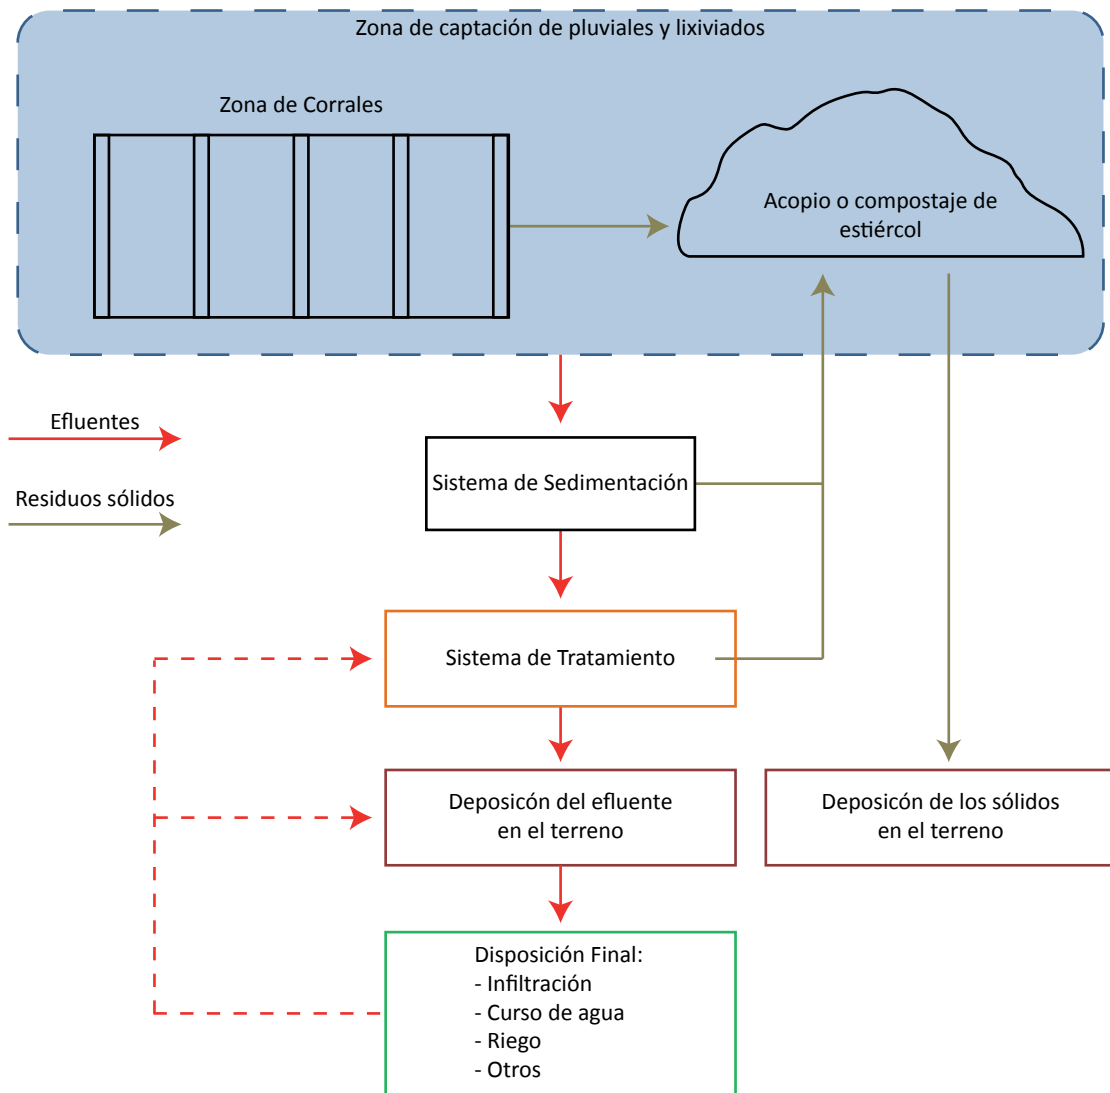 Zona de captación de pluviales y lixiviados
Zona de Corrales
Acopio o compostaje de
estiércol
Efluentes
Residuos sólidos
Sistema de Sedimentación
Sistema de Tratamiento
Deposicón del efluente
en el terreno
Deposicón de los sólidos
en el terreno
Disposición Final:
- Infiltración
- Curso de agua
- Riego
- Otros